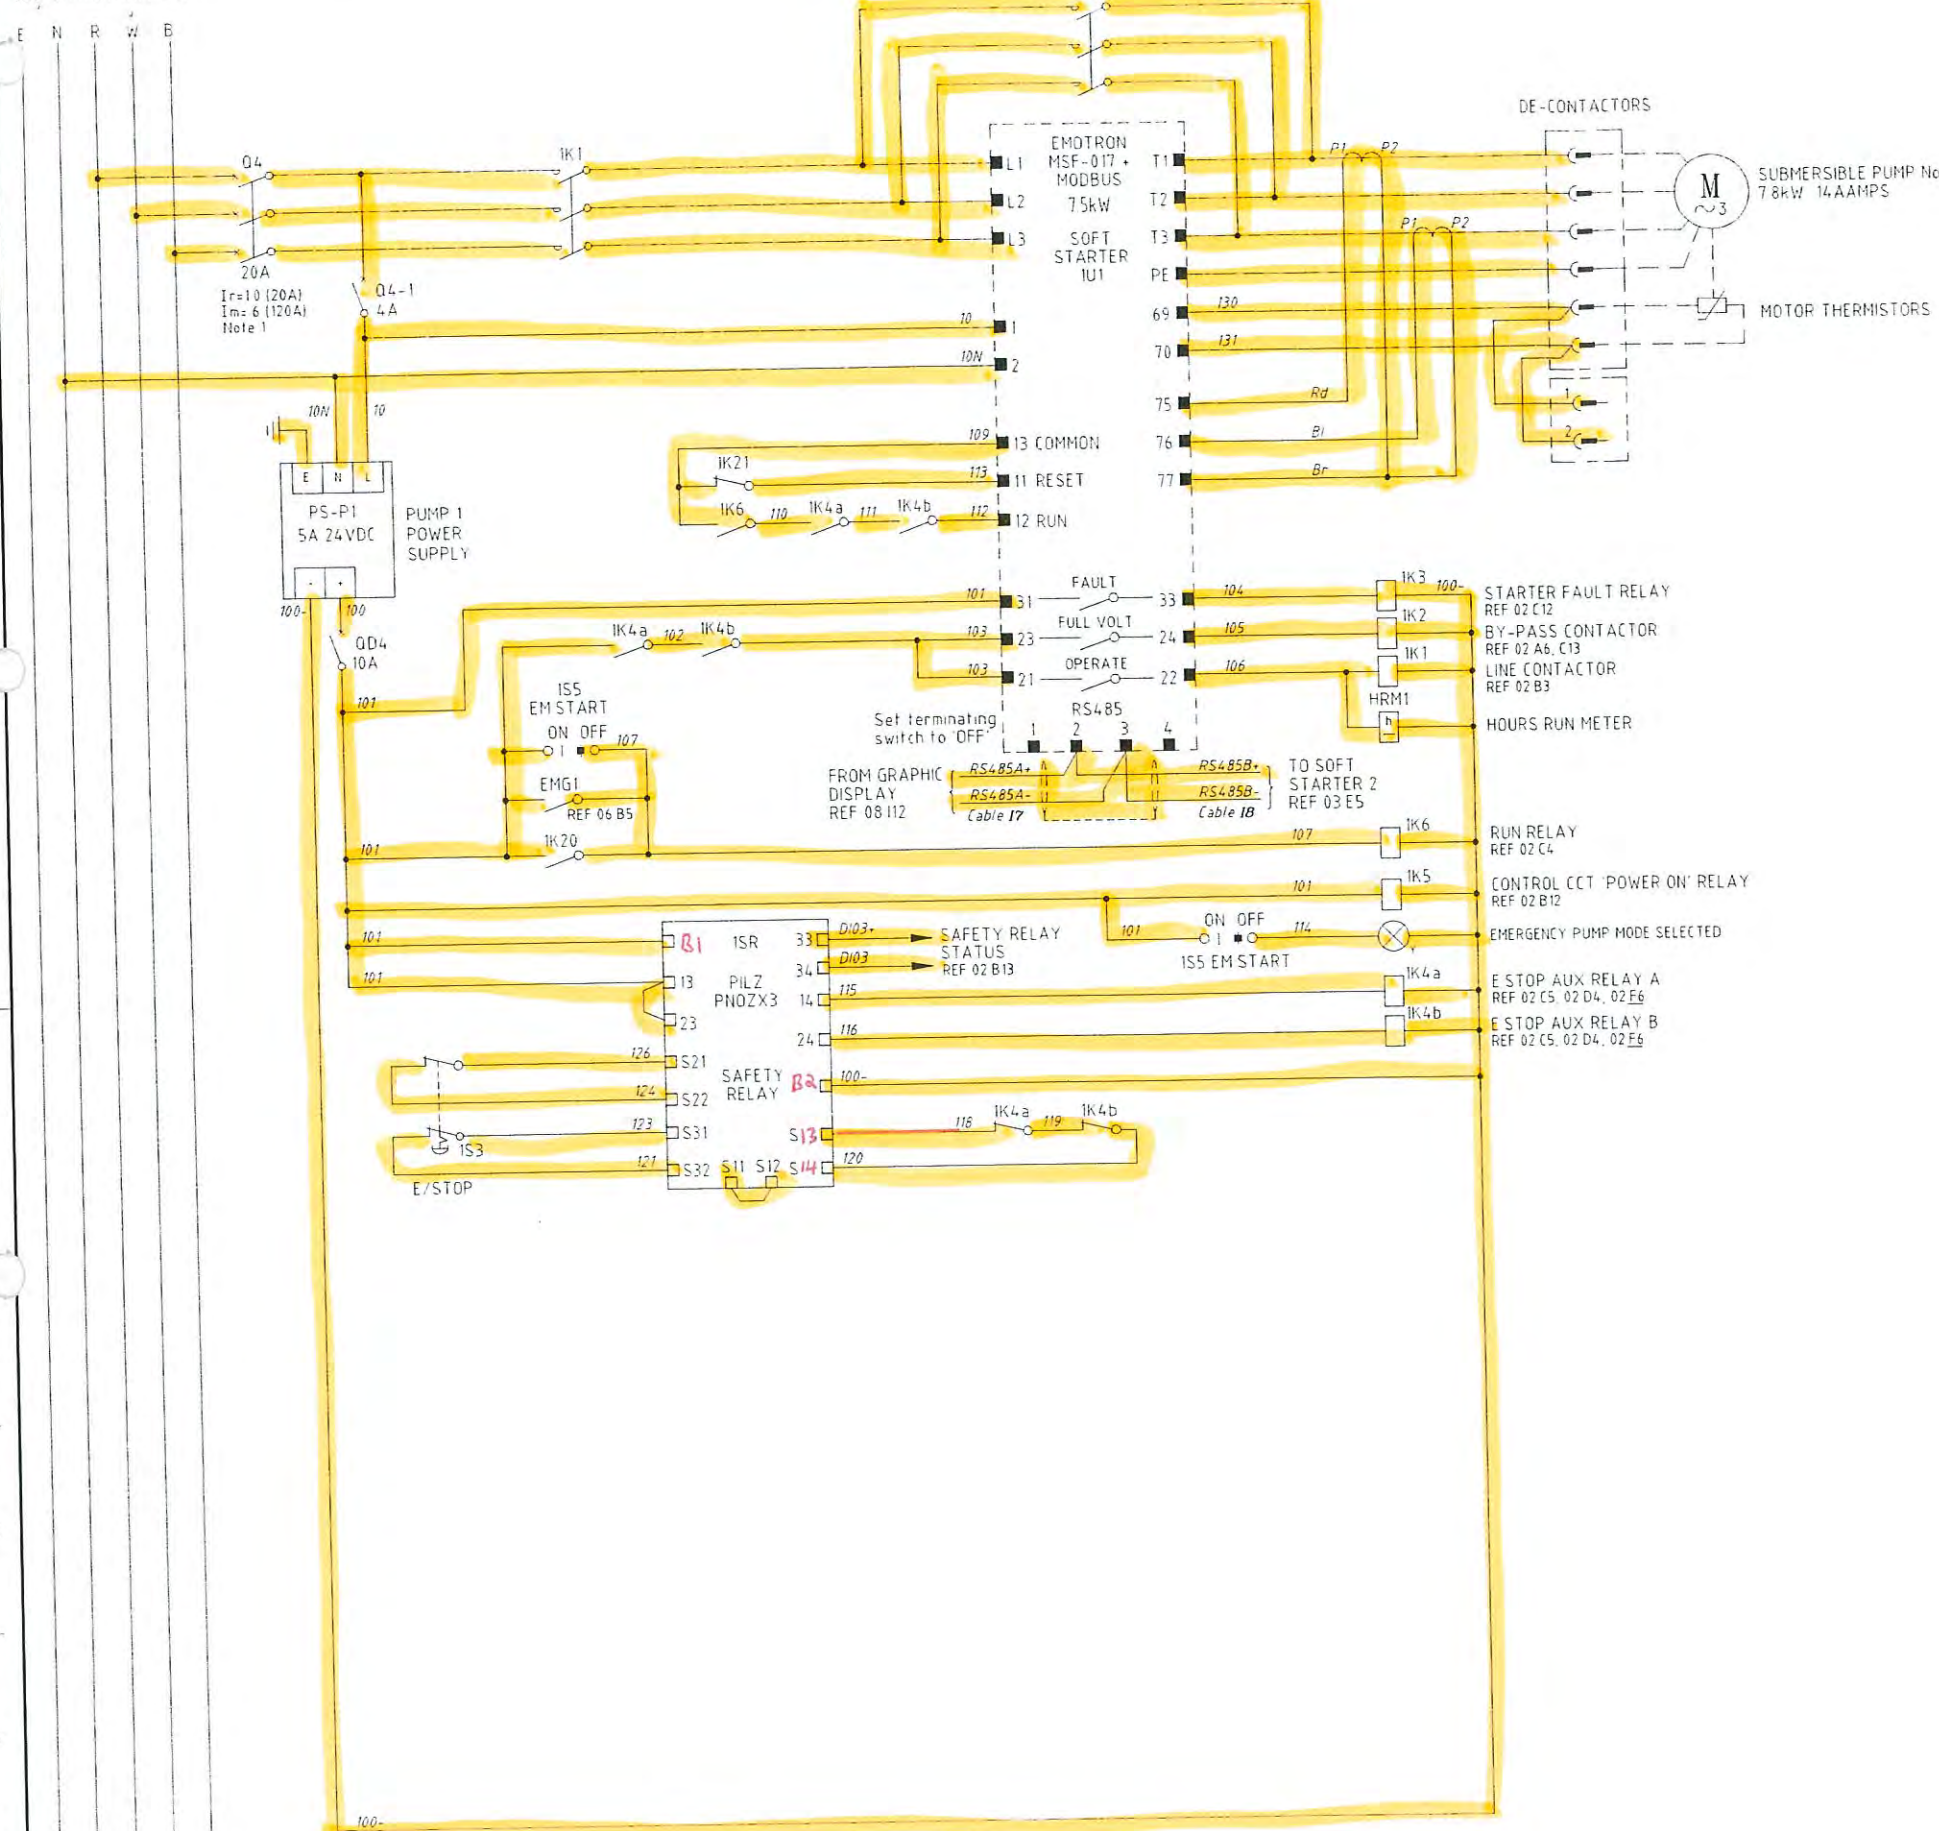 E N R W B
DE-CONTACTORS
Q4
1K1
20A
Ir=10 (20A)
Im= 6 (120A)
Note 1
Q4-1
4A
L1
L2
L3
EMOTRON
MSF-017 +
MODBUS
7.5kW
SOFT
STARTER
1U1
T1
T2
T3
PE
69
70
75
76
77
P1 P2
P1 P2
M
~3
SUBMERSIBLE PUMP No
7.8kW 14AAMPS
MOTOR THERMISTORS
130
131
Rd
Bl
Br
1
2
10
1
10N
2
10N
10
E N L
PS-P1
5A 24VDC
- +
PUMP 1
POWER
SUPPLY
100-
100
QD4
10A
109
13 COMMON
1K21
113
11 RESET
1K6
110
1K4a
111
1K4b
112
12 RUN
101
31
FAULT
33
104
1K3
100-
STARTER FAULT RELAY
REF 02 C12
1K4a
102
1K4b
103
23
FULL VOLT
24
105
1K2
BY-PASS CONTACTOR
REF 02 A6, C13
103
21
OPERATE
22
106
1K1
LINE CONTACTOR
REF 02 B3
HRM1
h
HOURS RUN METER
101
1S5
EM START
ON OFF
107
EMG1
REF 06 B5
1K20
101
Set terminating
switch to 'OFF'
RS485
1 2 3 4
FROM GRAPHIC
DISPLAY
REF 08 I12
RS485A+
RS485A-
Cable 17
RS485B+
RS485B-
Cable 18
TO SOFT
STARTER 2
REF 03 E5
107
1K6
RUN RELAY
REF 02 C4
101
1K5
CONTROL CCT 'POWER ON' RELAY
REF 02 B12
101
ON OFF
1S5 EM START
114
Y
EMERGENCY PUMP MODE SELECTED
101
B1
1SR
33
DI03+
34
DI03
SAFETY RELAY
STATUS
REF 02 B13
101
13
PILZ
PNOZX3
14
115
1K4a
E STOP AUX RELAY A
REF 02 C5, 02 D4, 02 F6
23
24
116
1K4b
E STOP AUX RELAY B
REF 02 C5, 02 D4, 02 F6
126
S21
124
S22
SAFETY
RELAY
B2
100-
123
S31
1S3
121
S32
E/STOP
S11 S12
S13
118
1K4a
119
1K4b
S14
120
100-